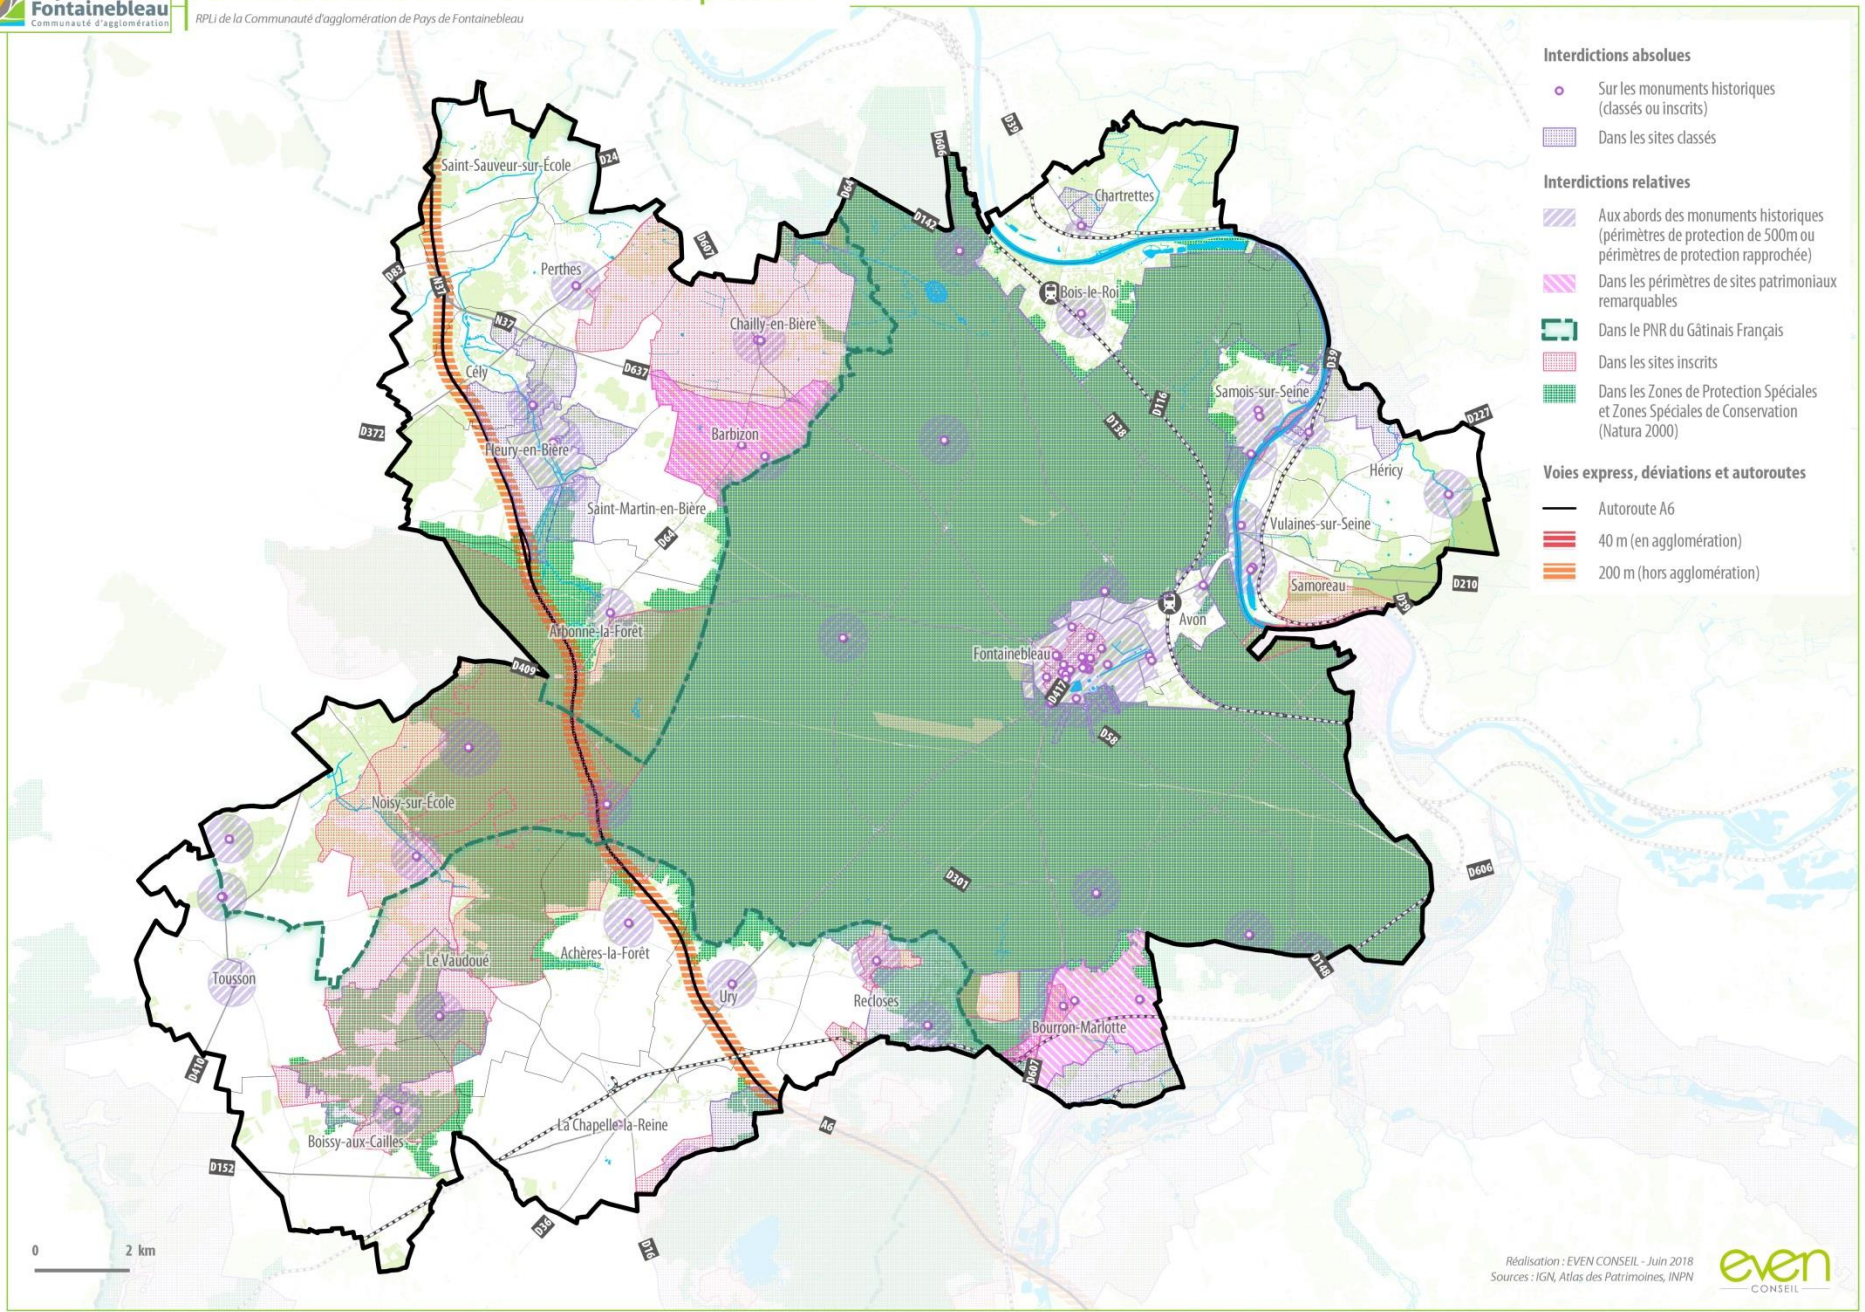 Fontainebleau
Communauté d'agglomération
RPLi de la Communauté d'agglomération de Pays de Fontainebleau
Interdictions absolues
Sur les monuments historiques
(classés ou inscrits)
Dans les sites classés
Interdictions relatives
Aux abords des monuments historiques
(périmètres de protection de 500m ou
périmètres de protection rapprochée)
Dans les périmètres de sites patrimoniaux
remarquables
Dans le PNR du Gâtinais Français
Dans les sites inscrits
Dans les Zones de Protection Spéciales
et Zones Spéciales de Conservation
(Natura 2000)
Voies express, déviations et autoroutes
Autoroute A6
40 m (en agglomération)
200 m (hors agglomération)
D39
D606
D24
Saint-Sauveur-sur-École
D64
Chartrettes
D142
D607
Perthes
D83
N37
Bois-le-Roi
N37
Chailly-en-Bière
D39
D637
Cély
Samois-sur-Seine
D116
D227
D138
D372
Barbizon
Fleury-en-Bière
Héricy
Saint-Martin-en-Bière
Vulaines-sur-Seine
D64
Samoreau
D210
D39
Avon
Arbonne-la-Forêt
Fontainebleau
D409
D417
D58
Noisy-sur-École
D606
D301
Achères-la-Forêt
Le Vaudoué
D148
Tousson
Ury
Recloses
Bourron-Marlotte
D410
D607
La Chapelle-la-Reine
A6
Boissy-aux-Cailles
D152
D36
D16
0 2 km
Réalisation : EVEN CONSEIL - Juin 2018
Sources : IGN, Atlas des Patrimoines, INPN
even
CONSEIL